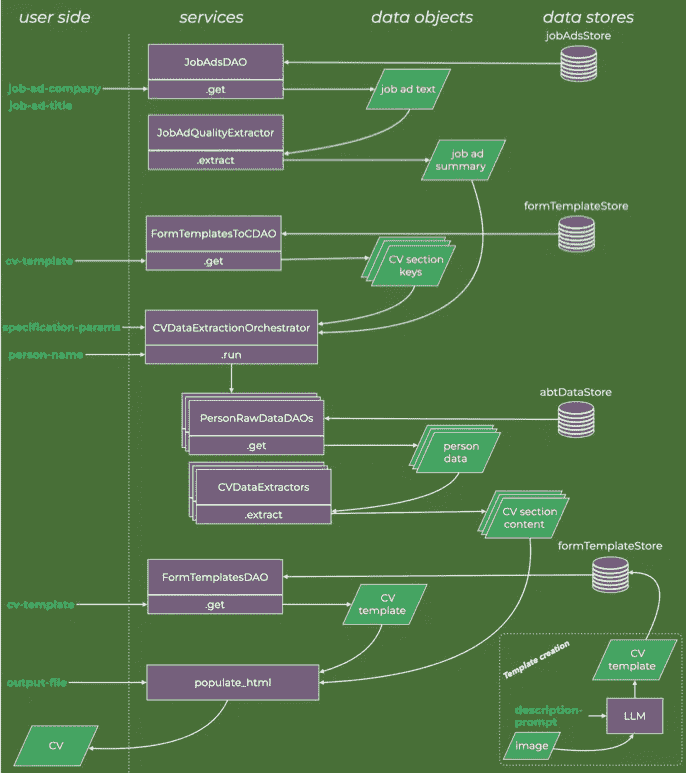 user side
services
data objects
data stores
jobAdsStore
JobAdsDAO
job-ad-company
.get
job ad text
job-ad-title
JobAdQualityExtractor
.extract
job ad
summary
formTemplateStore
FormTemplatesToCDAO
cv-template
.get
CV section
keys
specification-params
CVDataExtractionOrchestrator
person-name
.run
abtDataStore
PersonRawDataDAOs
.get
person
data
CVDataExtractors
.extract
CV section
content
formTemplateStore
FormTemplatesDAO
cv-template
.get
CV
template
Template creation
CV
template
output-file
populate_html
description-
prompt
LLM
image
CV